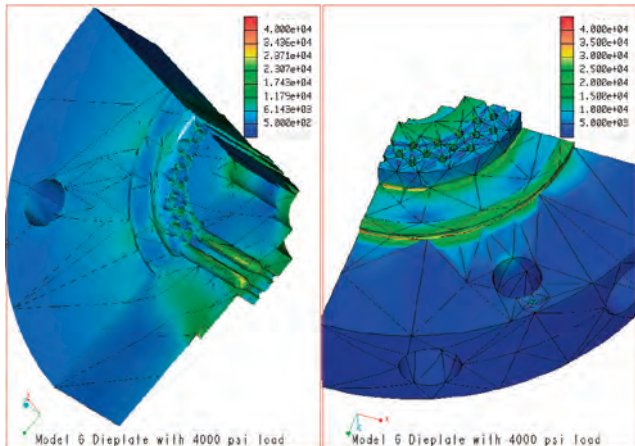 4.000e+04
3.436e+04
2.871e+04
2.307e+04
1.743e+04
1.179e+04
6.143e+03
5.000e+02
4.000e+04
3.500e+04
3.000e+04
2.500e+04
2.000e+04
1.500e+04
1.000e+04
5.000e+03
Model 6 Dieplate with 4000 psi load
Model 6 Dieplate with 4000 psi load